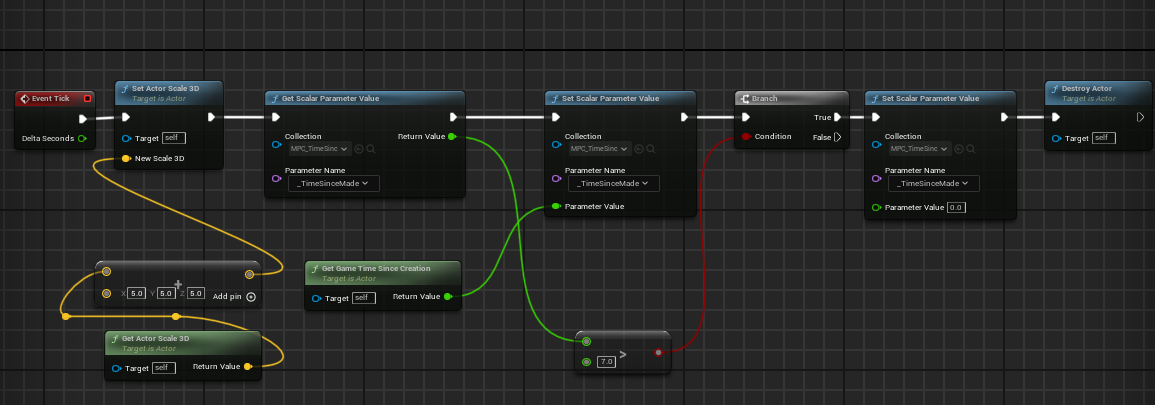 Event Tick
Delta Seconds
Set Actor Scale 3D
Target is Actor
Target self
New Scale 3D
Get Scalar Parameter Value
Collection
Return Value
MPC_TimeSinc
Parameter Name
_TimeSinceMade
Set Scalar Parameter Value
Collection
MPC_TimeSinc
Parameter Name
_TimeSinceMade
Parameter Value
Branch
True
Condition
False
Set Scalar Parameter Value
Collection
MPC_TimeSinc
Parameter Name
_TimeSinceMade
Parameter Value 0.0
Destroy Actor
Target is Actor
Target self
+
X 5.0 Y 5.0 Z 5.0
Add pin
Get Actor Scale 3D
Target is Actor
Target self
Return Value
Get Game Time Since Creation
Target is Actor
Target self
Return Value
7.0 >